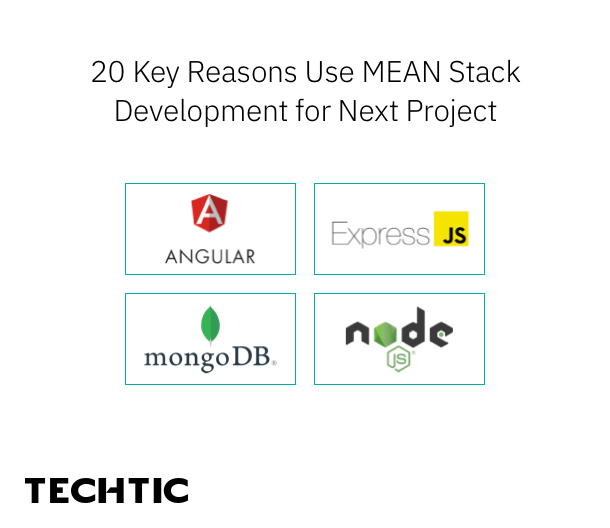 20 Key Reasons Use MEAN Stack
Development for Next Project
A
ANGULAR
Express JS
mongoDB®
node
JS®
TECHTIC